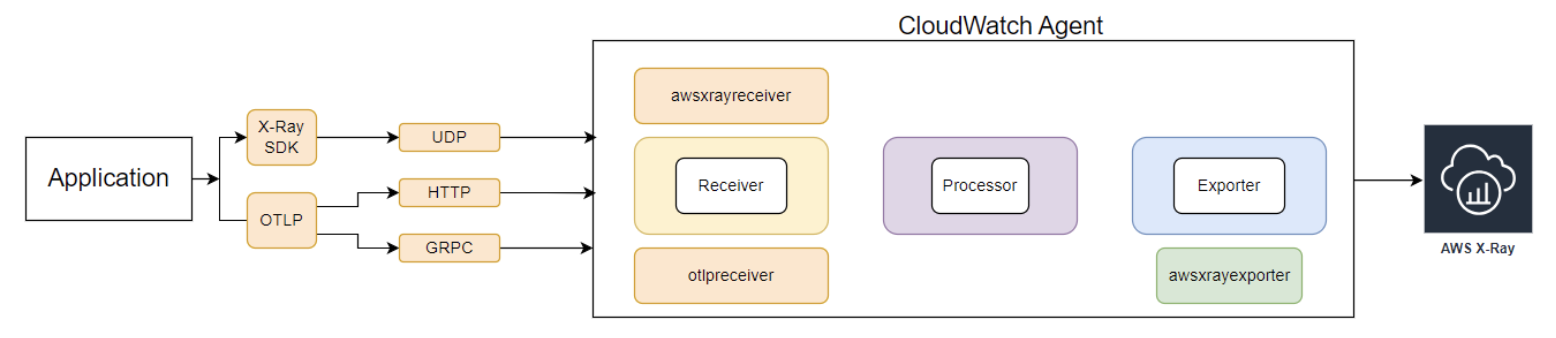 CloudWatch Agent
Application
X-Ray
SDK
OTLP
UDP
HTTP
GRPC
awsxrayreceiver
Receiver
otlpreceiver
Processor
Exporter
awsxrayexporter
AWS X-Ray